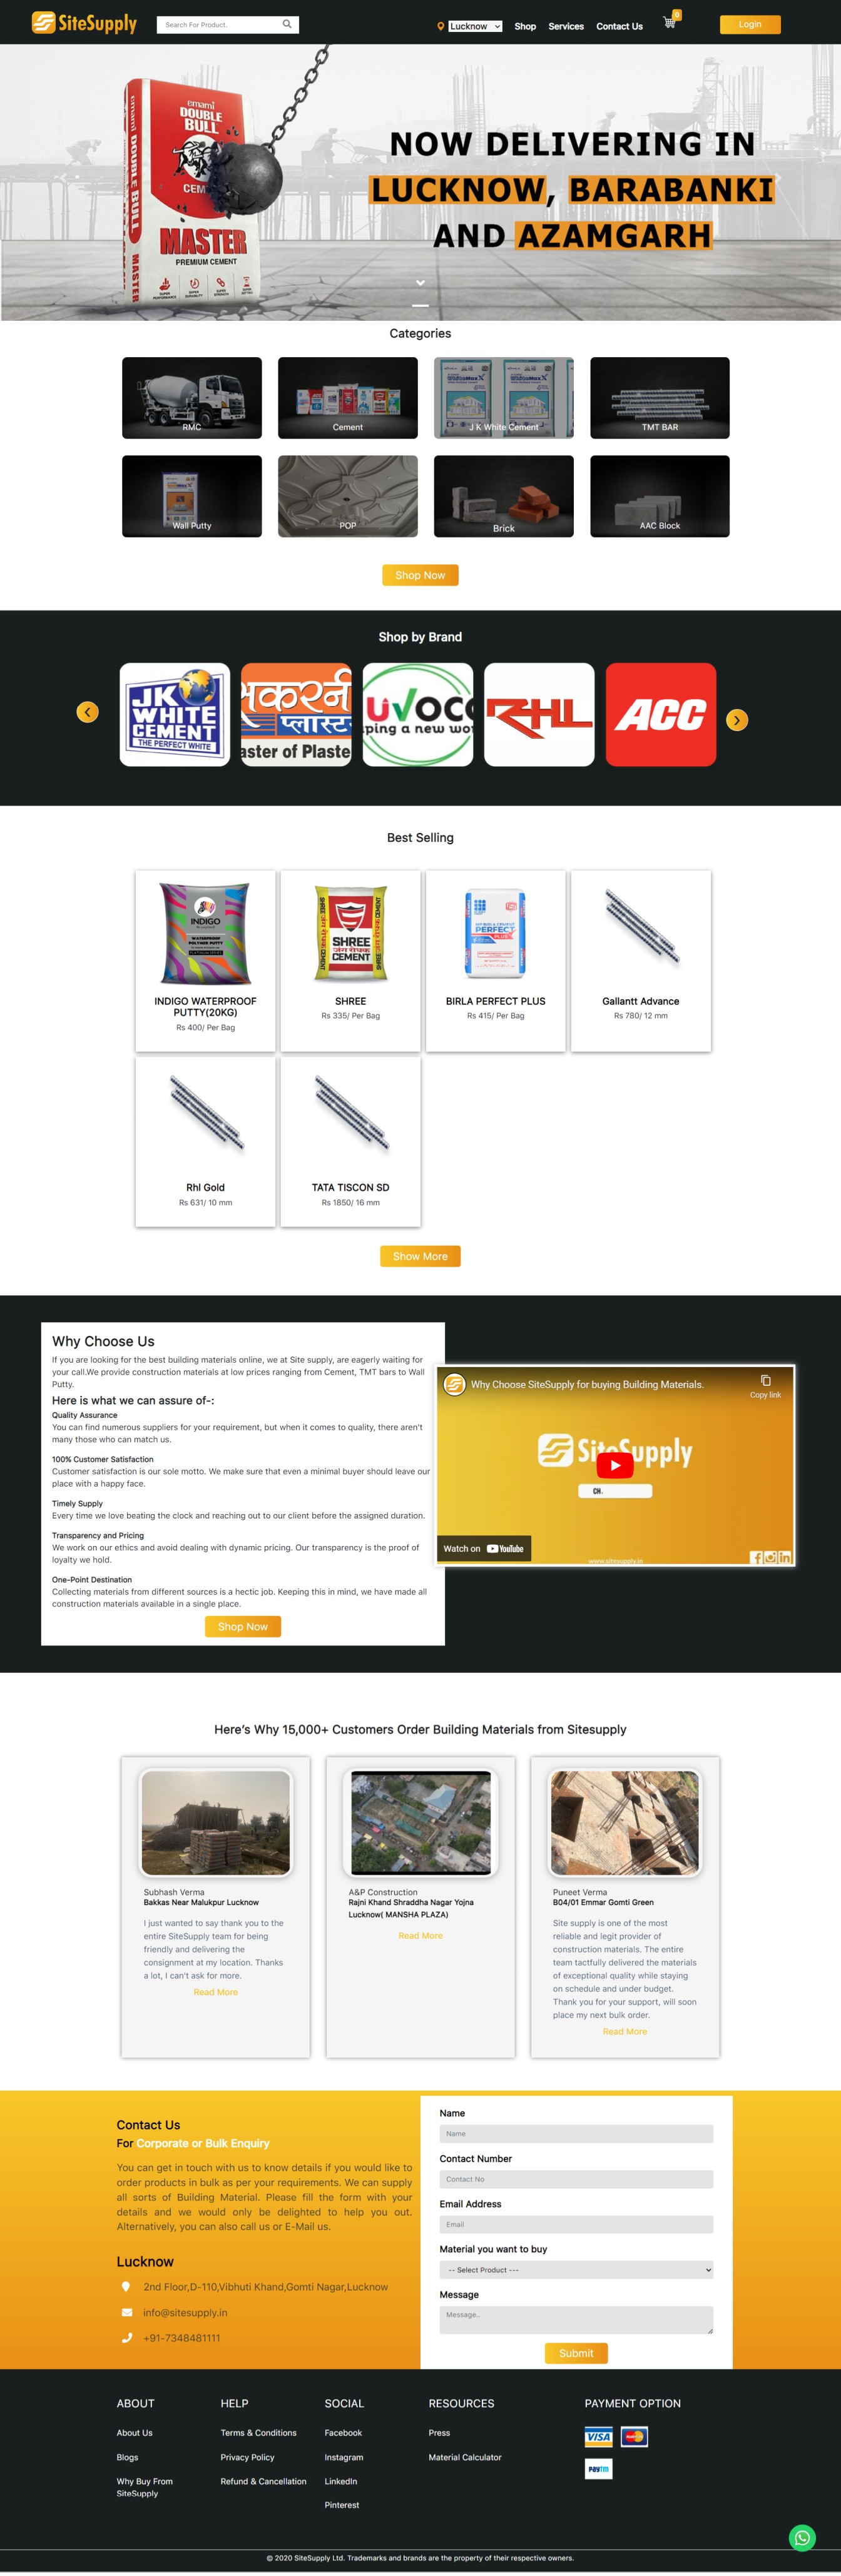 SiteSupply
Search For Product.
Lucknow
Shop
Services
Contact Us
0
Login
emami
DOUBLE
BULL
CEM
MASTER
PREMIUM CEMENT
emami DOUBLE BULL
MASTER
NOW DELIVERING IN
LUCKNOW, BARABANKI
AND AZAMGARH
Categories
RMC
Cement
J K White Cement
TMT BAR
Wall Putty
POP
Brick
AAC Block
Shop Now
Shop by Brand
JK
WHITE
CEMENT
THE PERFECT WHITE
प्लास्ट
aster of Plaste
UVOCO
ping a new wor
RHL
ACC
Best Selling
INDIGO
WATERPROOF
POLYMER PUTTY
SHREE
जंग रोधक
CEMENT
PERFECT
PLUS
INDIGO WATERPROOF
PUTTY(20KG)
Rs 400/ Per Bag
SHREE
Rs 335/ Per Bag
BIRLA PERFECT PLUS
Rs 415/ Per Bag
Gallantt Advance
Rs 780/ 12 mm
Rhl Gold
Rs 631/ 10 mm
TATA TISCON SD
Rs 1850/ 16 mm
Show More
Why Choose Us
If you are looking for the best building materials online, we at Site supply, are eagerly waiting for
your call.We provide construction materials at low prices ranging from Cement, TMT bars to Wall
Putty.
Here is what we can assure of-:
Quality Assurance
You can find numerous suppliers for your requirement, but when it comes to quality, there aren't
many those who can match us.
100% Customer Satisfaction
Customer satisfaction is our sole motto. We make sure that even a minimal buyer should leave our
place with a happy face.
Timely Supply
Every time we love beating the clock and reaching out to our client before the assigned duration.
Transparency and Pricing
We work on our ethics and avoid dealing with dynamic pricing. Our transparency is the proof of
loyalty we hold.
One-Point Destination
Collecting materials from different sources is a hectic job. Keeping this in mind, we have made all
construction materials available in a single place.
Shop Now
Why Choose SiteSupply for buying Building Materials.
Copy link
SiteSupply
CH.
Watch on YouTube
www.sitesupply.in
Here's Why 15,000+ Customers Order Building Materials from Sitesupply
Subhash Verma
Bakkas Near Malukpur Lucknow
I just wanted to say thank you to the
entire SiteSupply team for being
friendly and delivering the
consignment at my location. Thanks
a lot, I can't ask for more.
Read More
A&P Construction
Rajni Khand Shraddha Nagar Yojna
Lucknow( MANSHA PLAZA)
Read More
Puneet Verma
B04/01 Emmar Gomti Green
Site supply is one of the most
reliable and legit provider of
construction materials. The entire
team tactfully delivered the materials
of exceptional quality while staying
on schedule and under budget.
Thank you for your support, will soon
place my next bulk order.
Read More
Contact Us
For Corporate or Bulk Enquiry
You can get in touch with us to know details if you would like to
order products in bulk as per your requirements. We can supply
all sorts of Building Material. Please fill the form with your
details and we would only be delighted to help you out.
Alternatively, you can also call us or E-Mail us.
Lucknow
2nd Floor,D-110,Vibhuti Khand,Gomti Nagar,Lucknow
info@sitesupply.in
+91-7348481111
Name
Name
Contact Number
Contact No
Email Address
Email
Material you want to buy
-- Select Product ---
Message
Message..
Submit
ABOUT
About Us
Blogs
Why Buy From
SiteSupply
HELP
Terms & Conditions
Privacy Policy
Refund & Cancellation
SOCIAL
Facebook
Instagram
LinkedIn
Pinterest
RESOURCES
Press
Material Calculator
PAYMENT OPTION
VISA
Paytm
© 2020 SiteSupply Ltd. Trademarks and brands are the property of their respective owners.